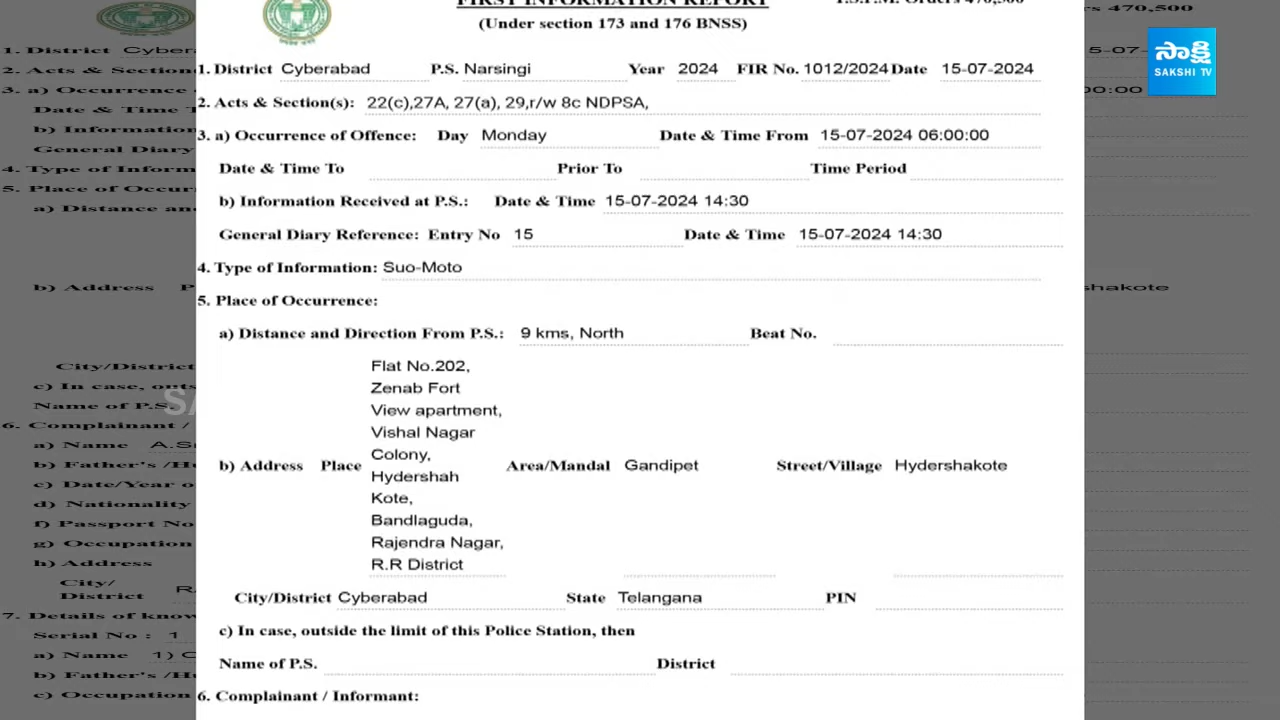 FIRST INFORMATION REPORT
(Under section 173 and 176 BNSS)
సాక్షి
SAKSHI TV
1. District Cyberabad P.S. Narsingi Year 2024 FIR No. 1012/2024 Date 15-07-2024
2. Acts & Section(s): 22(c),27A, 27(a), 29,r/w 8c NDPSA,
3. a) Occurrence of Offence: Day Monday Date & Time From 15-07-2024 06:00:00
Date & Time To Prior To Time Period
b) Information Received at P.S.: Date & Time 15-07-2024 14:30
General Diary Reference: Entry No 15 Date & Time 15-07-2024 14:30
4. Type of Information: Suo-Moto
5. Place of Occurrence:
a) Distance and Direction From P.S.: 9 kms, North Beat No.
Flat No.202,
Zenab Fort
View apartment,
Vishal Nagar
Colony,
b) Address Place Hydershah Area/Mandal Gandipet Street/Village Hydershakote
Kote,
Bandlaguda,
Rajendra Nagar,
R.R District
City/District Cyberabad State Telangana PIN
c) In case, outside the limit of this Police Station, then
Name of P.S. District
6. Complainant / Informant: